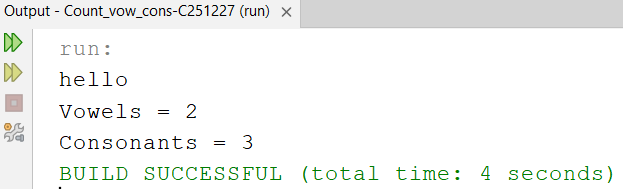 Output - Count_vow_cons-C251227 (run) ×
run:
hello
Vowels = 2
Consonants = 3
BUILD SUCCESSFUL (total time: 4 seconds)